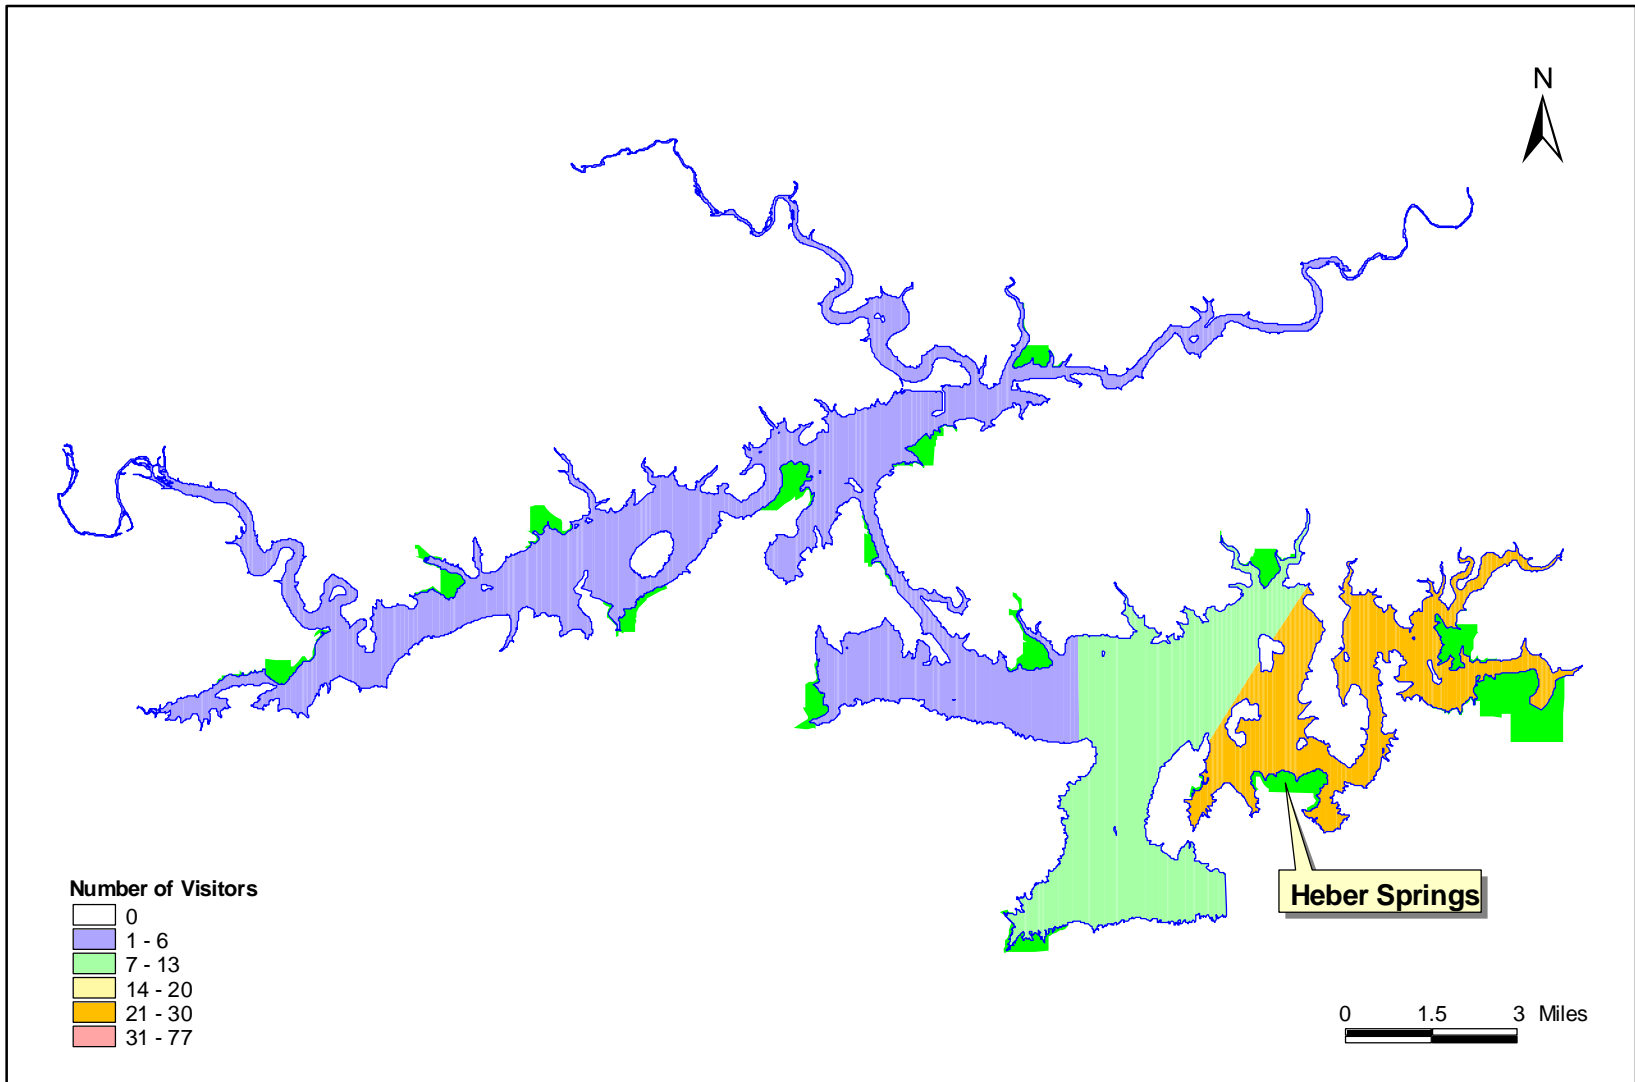 N
Heber Springs
Number of Visitors
0
1 - 6
7 - 13
14 - 20
21 - 30
31 - 77
0 1.5 3 Miles